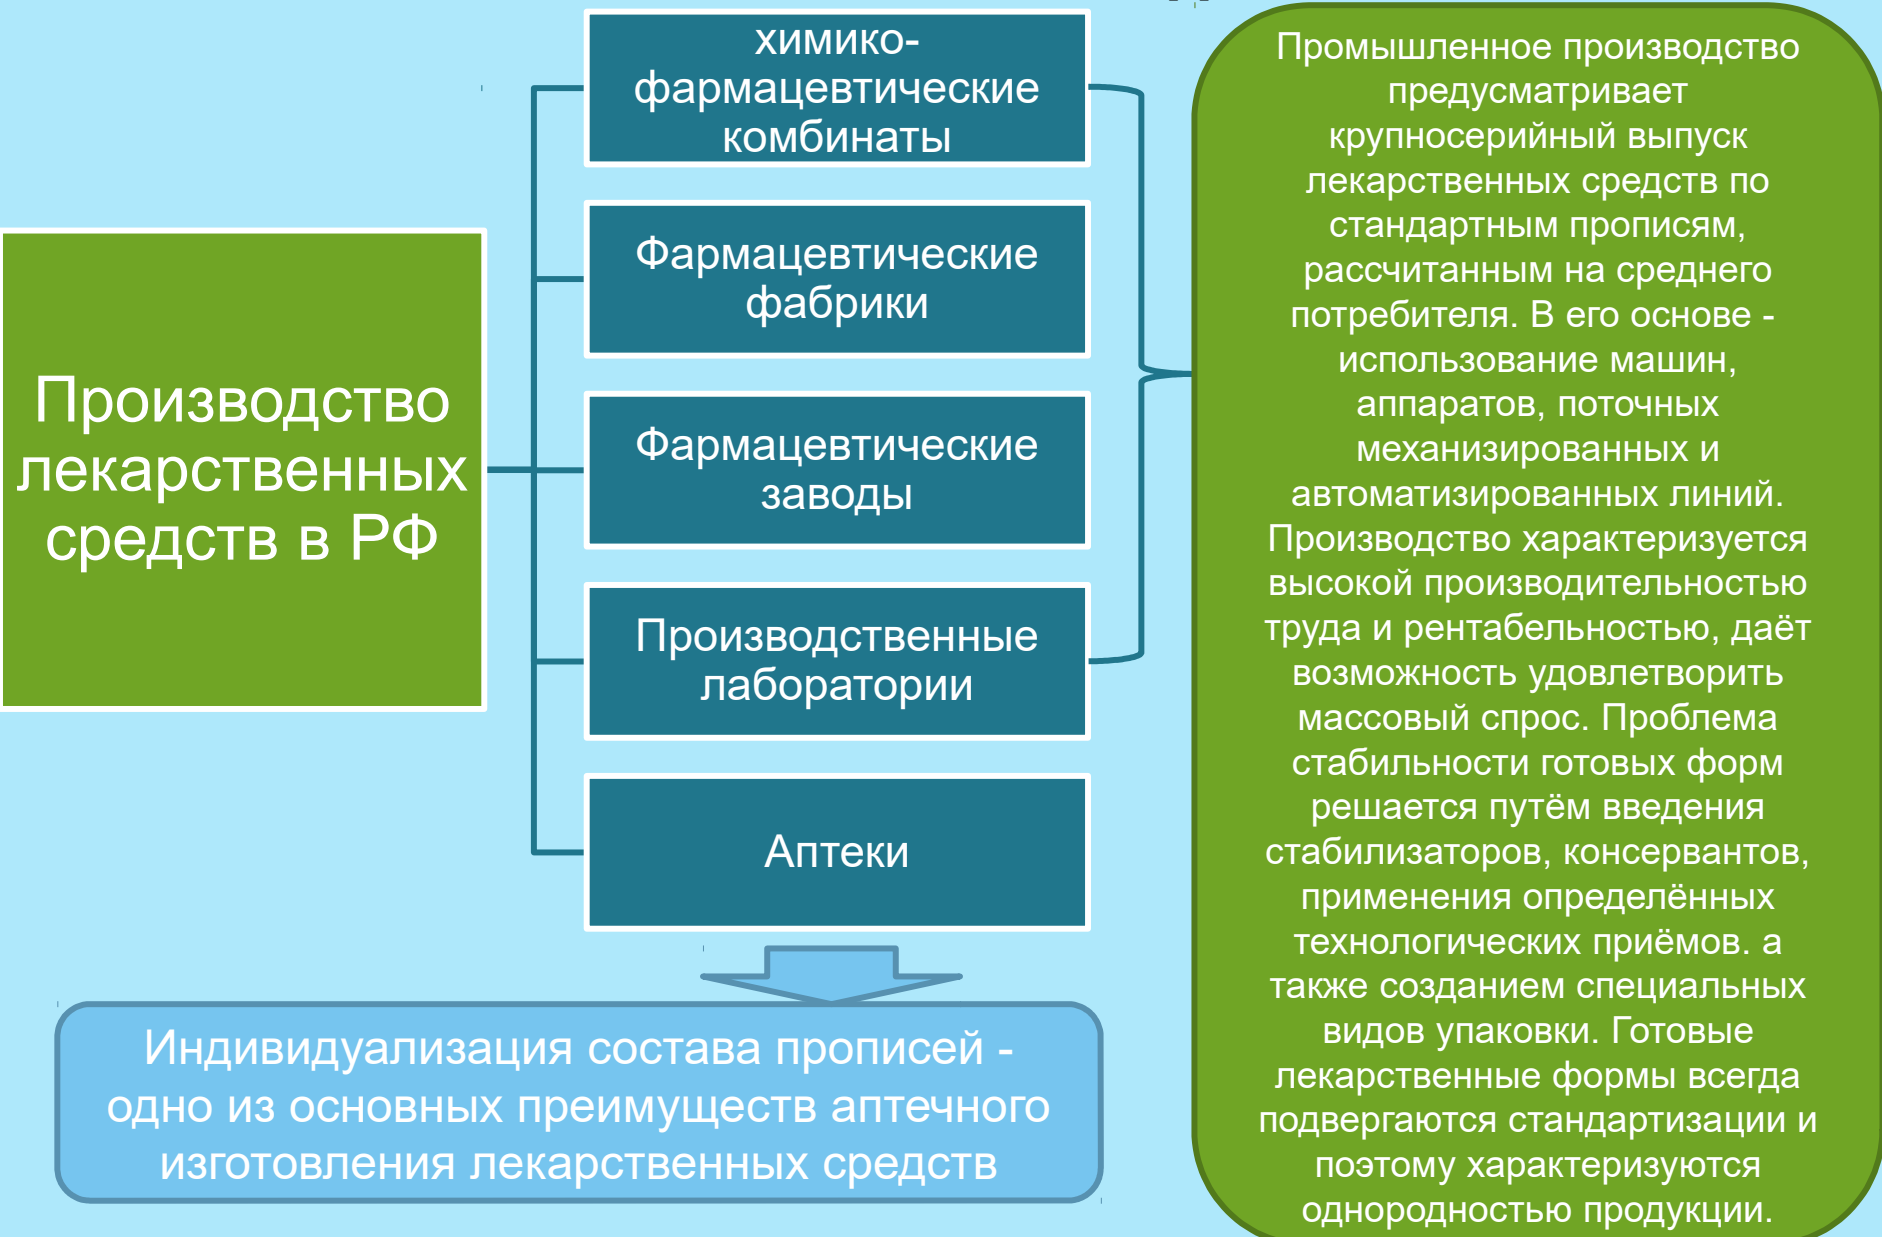 Производство
лекарственных
средств в РФ
химико-
фармацевтические
комбинаты
Фармацевтические
фабрики
Фармацевтические
заводы
Производственные
лаборатории
Аптеки
Индивидуализация состава прописей -
одно из основных преимуществ аптечного
изготовления лекарственных средств
Промышленное производство
предусматривает
крупносерийный выпуск
лекарственных средств по
стандартным прописям,
рассчитанным на среднего
потребителя. В его основе -
использование машин,
аппаратов, поточных
механизированных и
автоматизированных линий.
Производство характеризуется
высокой производительностью
труда и рентабельностью, даёт
возможность удовлетворить
массовый спрос. Проблема
стабильности готовых форм
решается путём введения
стабилизаторов, консервантов,
применения определённых
технологических приёмов. а
также созданием специальных
видов упаковки. Готовые
лекарственные формы всегда
подвергаются стандартизации и
поэтому характеризуются
однородностью продукции.